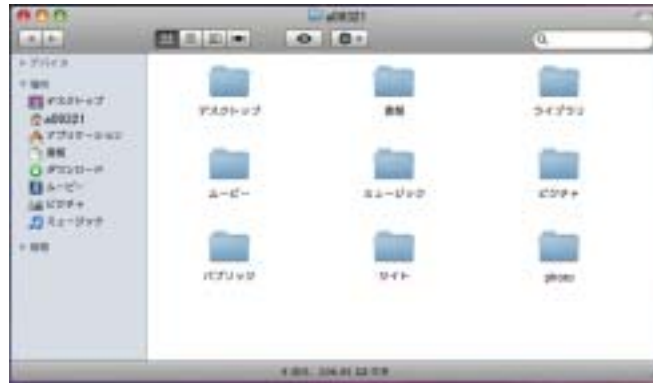 a00321
デバイス
場所
デスクトップ
a00321
アプリケーション
書類
ダウンロード
ムービー
ピクチャ
ミュージック
検索
デスクトップ
書類
ライブラリ
ムービー
ミュージック
ピクチャ
パブリック
サイト
photo